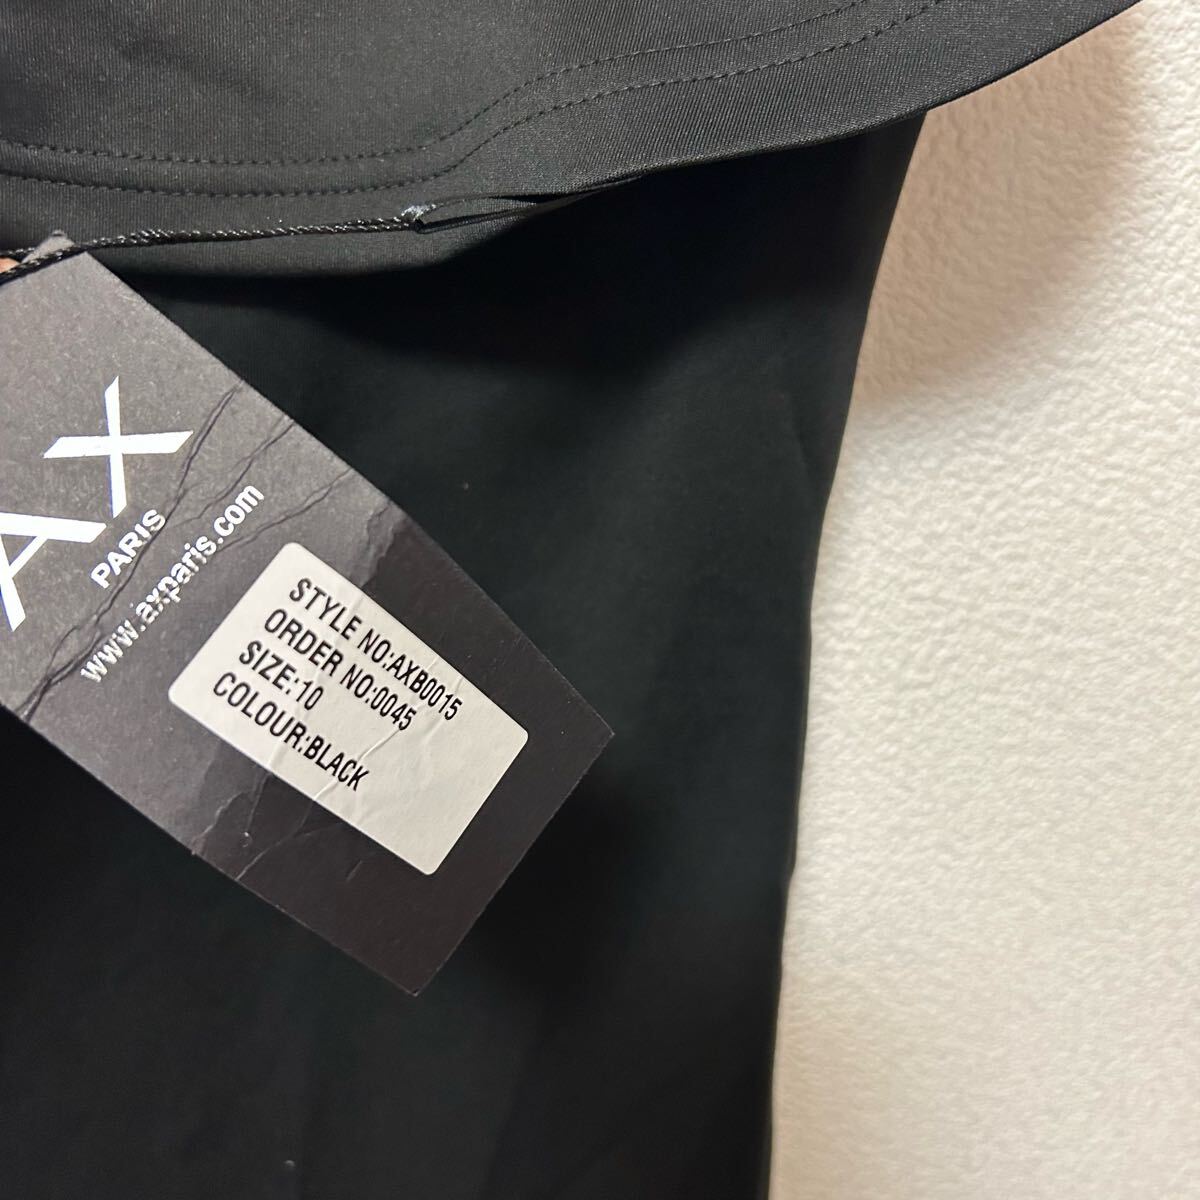 AX
PARIS
www.axparis.com
STYLE NO:AXB0015
ORDER NO:0045
SIZE:10
COLOUR:BLACK